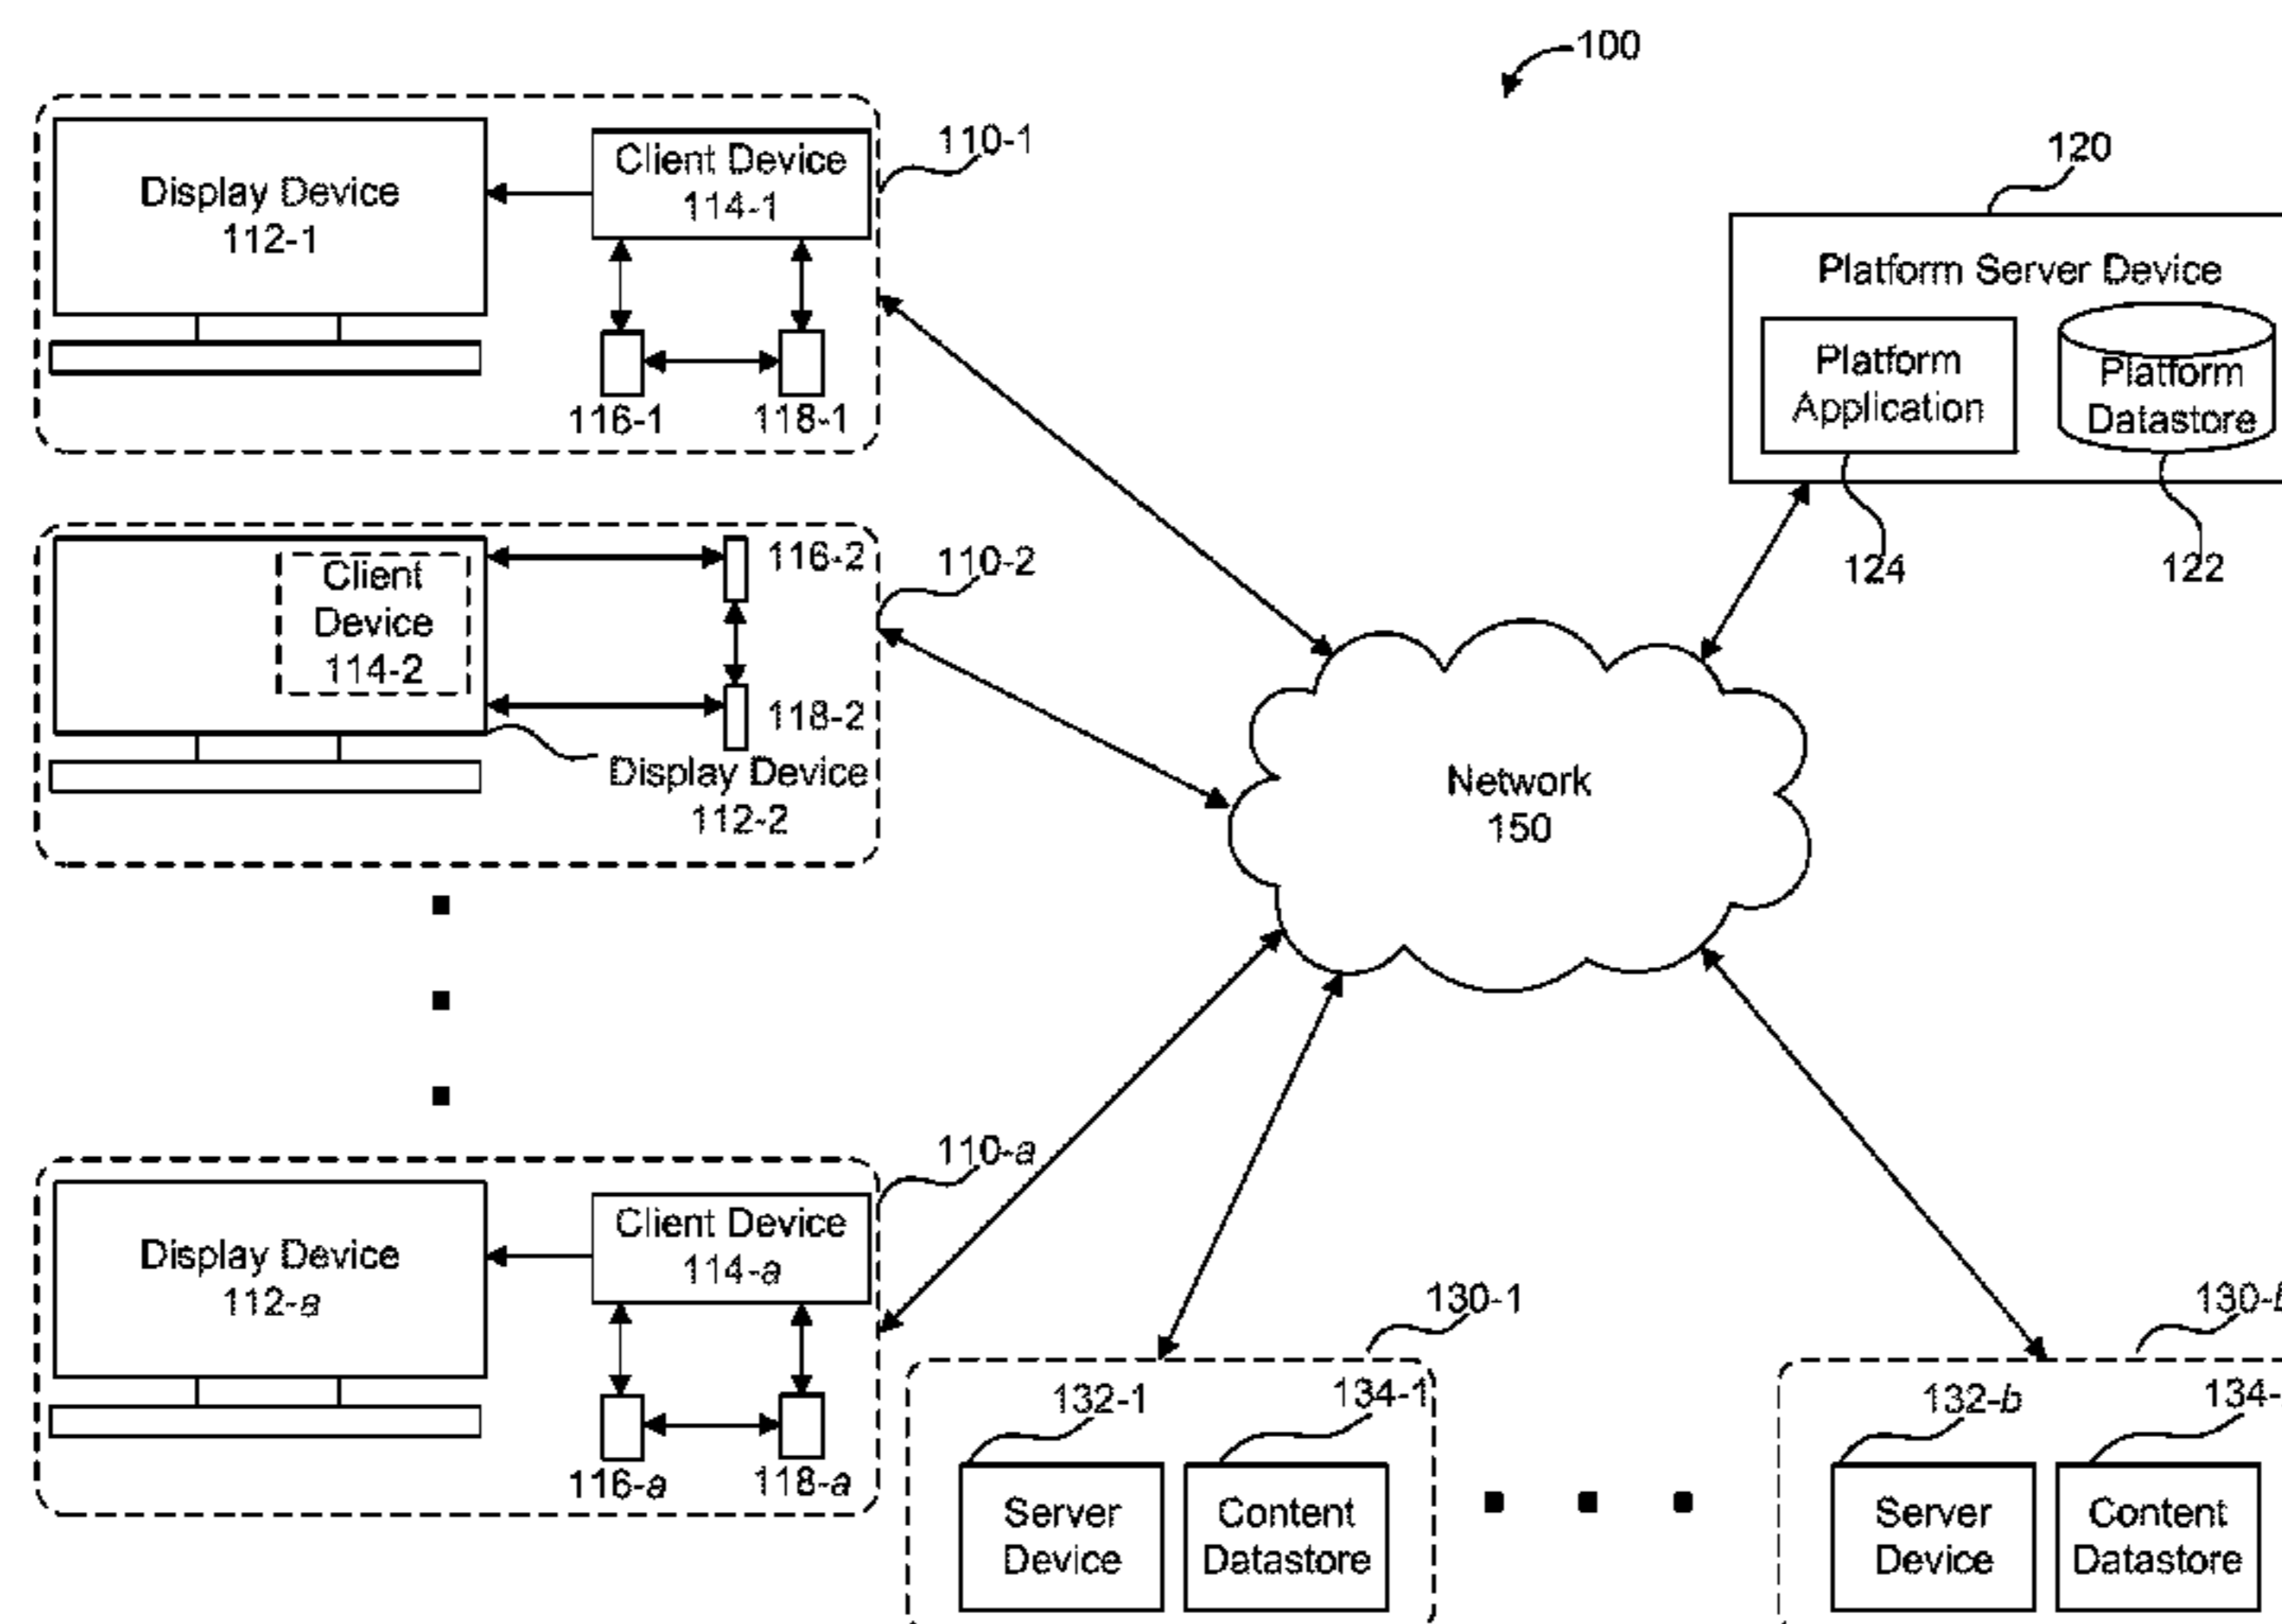 100
110-1
Display Device
112-1
Client Device
114-1
116-1
118-1
120
Platform Server Device
Platform
Application
Platform
Datastore
124
122
110-2
Client
Device
114-2
116-2
118-2
Display Device
112-2
Network
150
110-a
Display Device
112-a
Client Device
114-a
116-a
118-a
130-1
132-1
134-1
Server
Device
Content
Datastore
130-b
132-b
134-
Server
Device
Content
Datastore